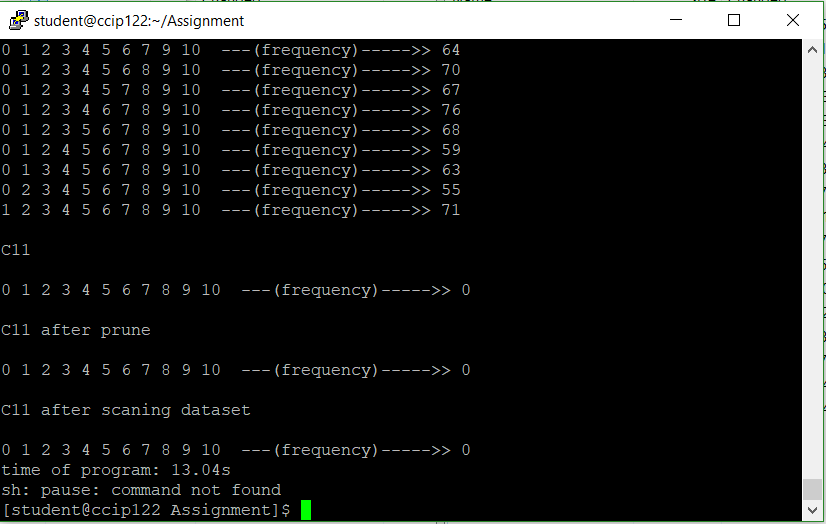 student@ccip122:~/Assignment
0 1 2 3 4 5 6 7 9 10 ---(frequency)----->> 64
0 1 2 3 4 5 6 8 9 10 ---(frequency)----->> 70
0 1 2 3 4 5 7 8 9 10 ---(frequency)----->> 67
0 1 2 3 4 6 7 8 9 10 ---(frequency)----->> 76
0 1 2 3 5 6 7 8 9 10 ---(frequency)----->> 68
0 1 2 4 5 6 7 8 9 10 ---(frequency)----->> 59
0 1 3 4 5 6 7 8 9 10 ---(frequency)----->> 63
0 2 3 4 5 6 7 8 9 10 ---(frequency)----->> 55
1 2 3 4 5 6 7 8 9 10 ---(frequency)----->> 71
C11
0 1 2 3 4 5 6 7 8 9 10 ---(frequency)----->> 0
C11 after prune
0 1 2 3 4 5 6 7 8 9 10 ---(frequency)----->> 0
C11 after scaning dataset
0 1 2 3 4 5 6 7 8 9 10 ---(frequency)----->> 0
time of program: 13.04s
sh: pause: command not found
[student@ccip122 Assignment]$